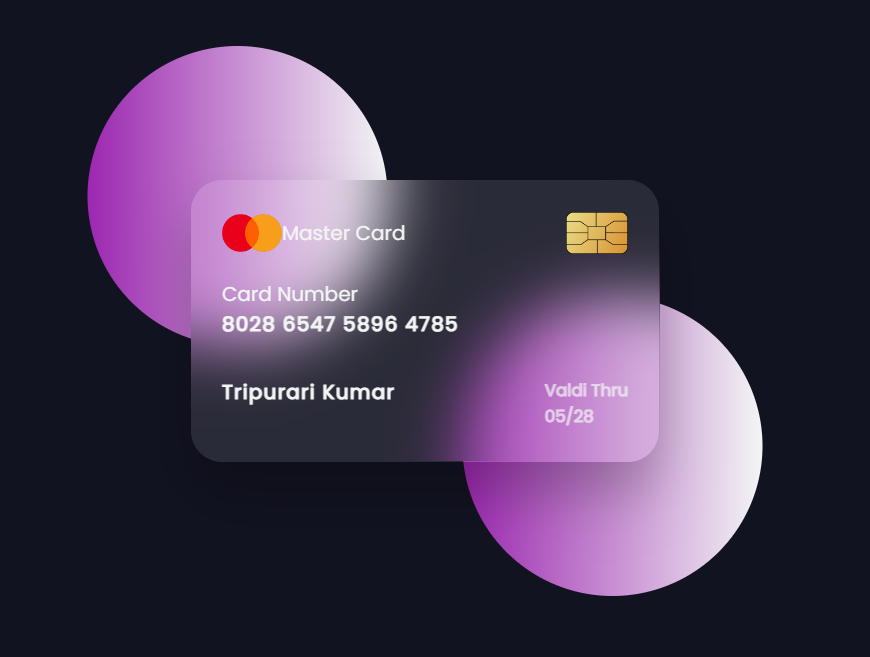 Master Card
Card Number
8028 6547 5896 4785
Tripurari Kumar
Valdi Thru
05/28